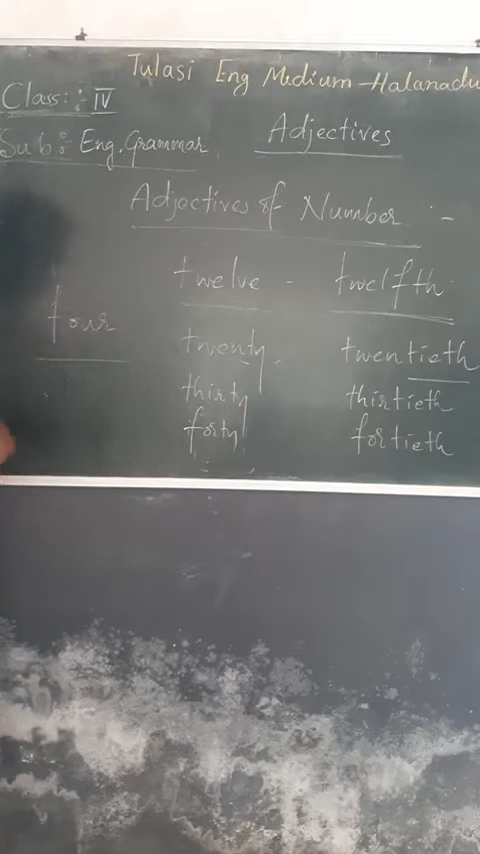 Tulasi Eng Medium - Halanadu
Class : IV
Sub : Eng. Grammar
Adjectives
Adjectives of Number -
twelve - twelfth
four
twenty twentieth
thirty thirtieth
forty fortieth